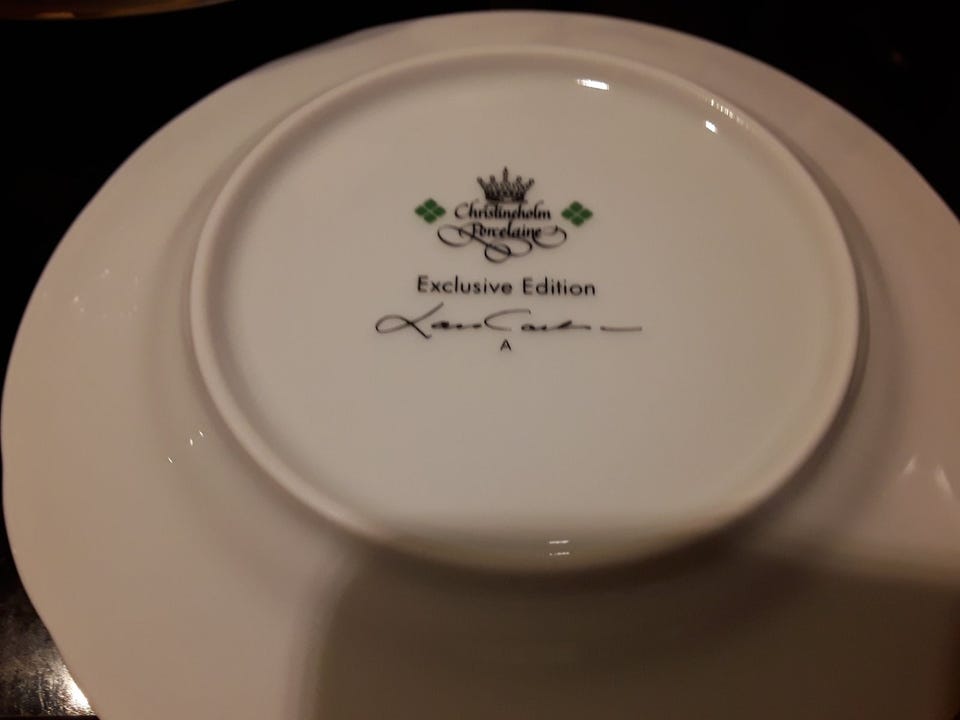 Christineholm
Porcelaine
Exclusive Edition
A